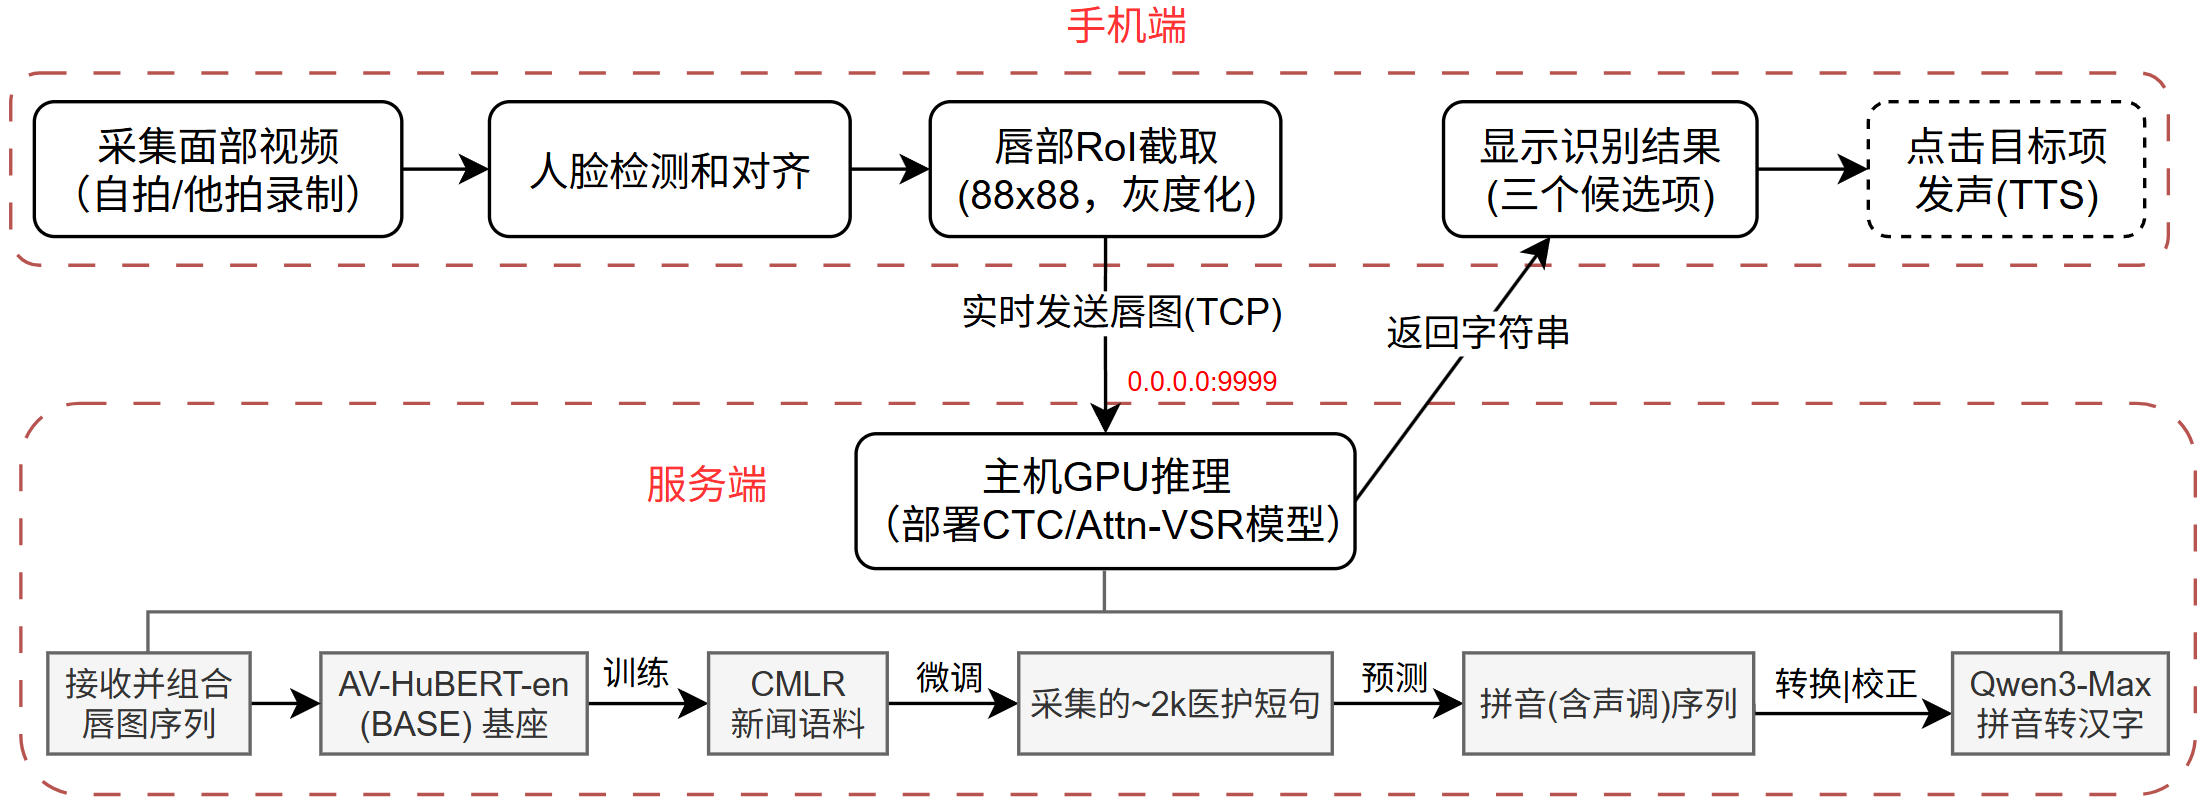 手机端
采集面部视频
（自拍/他拍录制）
人脸检测和对齐
唇部RoI截取
(88x88，灰度化)
显示识别结果
(三个候选项)
点击目标项
发声(TTS)
实时发送唇图(TCP)
返回字符串
0.0.0.0:9999
服务端
主机GPU推理
（部署CTC/Attn-VSR模型）
接收并组合
唇图序列
AV-HuBERT-en
(BASE) 基座
训练
CMLR
新闻语料
微调
采集的~2k医护短句
预测
拼音(含声调)序列
转换|校正
Qwen3-Max
拼音转汉字